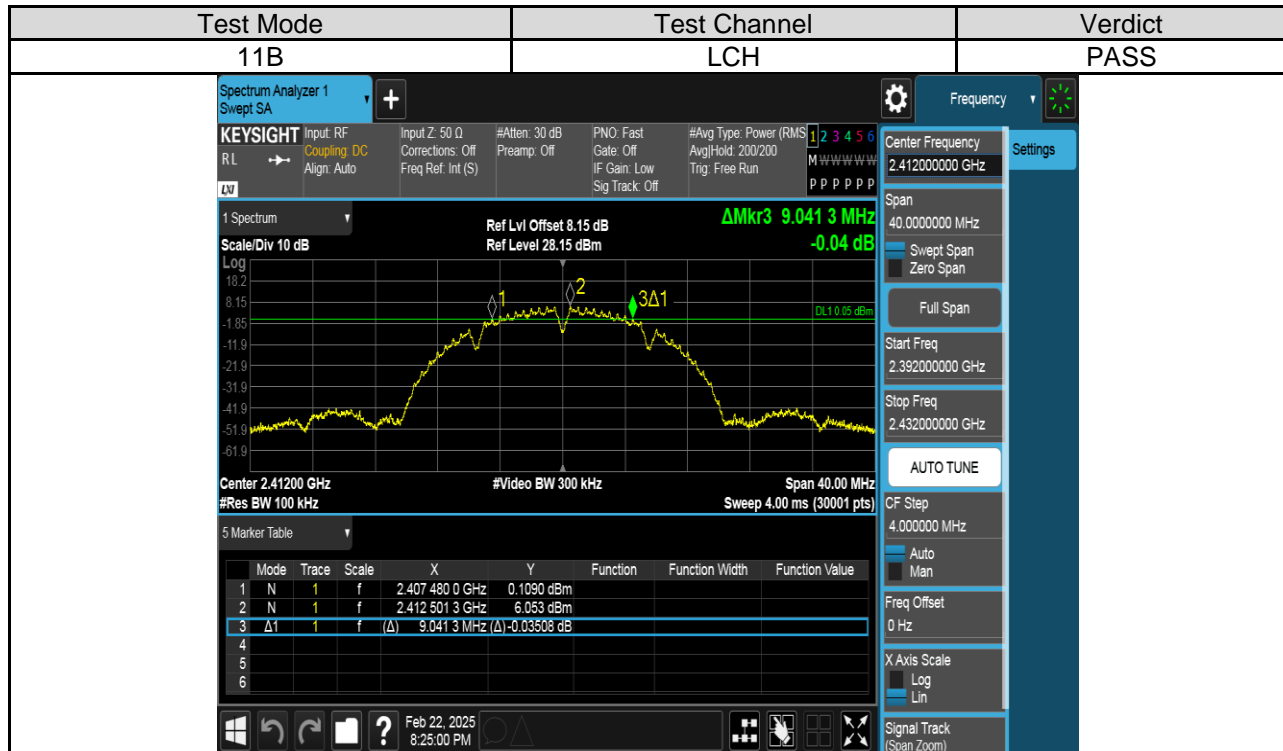 Test Mode Test Channel Verdict
11B LCH PASS
Spectrum Analyzer 1
Swept SA
+
Frequency
KEYSIGHT
RL
LXI
Input: RF
Coupling: DC
Align: Auto
Input Z: 50 Ω
Corrections: Off
Freq Ref: Int (S)
#Atten: 30 dB
Preamp: Off
PNO: Fast
Gate: Off
IF Gain: Low
Sig Track: Off
#Avg Type: Power (RMS
Avg|Hold: 200/200
Trig: Free Run
1 2 3 4 5 6
M W W W W W
P P P P P P
1 Spectrum
Scale/Div 10 dB
Ref Lvl Offset 8.15 dB
Ref Level 28.15 dBm
ΔMkr3 9.041 3 MHz
-0.04 dB
Log
18.2
8.15
-1.85
-11.9
-21.9
-31.9
-41.9
-51.9
-61.9
1
2
3Δ1
DL1 0.05 dBm
Center 2.41200 GHz #Video BW 300 kHz Span 40.00 MHz
#Res BW 100 kHz Sweep 4.00 ms (30001 pts)
5 Marker Table
Mode Trace Scale X Y Function Function Width Function Value
1 N 1 f 2.407 480 0 GHz 0.1090 dBm
2 N 1 f 2.412 501 3 GHz 6.053 dBm
3 Δ1 1 f (Δ) 9.041 3 MHz (Δ) -0.03508 dB
4
5
6
?
Feb 22, 2025
8:25:00 PM
Center Frequency
2.412000000 GHz
Settings
Span
40.0000000 MHz
Swept Span
Zero Span
Full Span
Start Freq
2.392000000 GHz
Stop Freq
2.432000000 GHz
AUTO TUNE
CF Step
4.000000 MHz
Auto
Man
Freq Offset
0 Hz
X Axis Scale
Log
Lin
Signal Track
(Span Zoom)